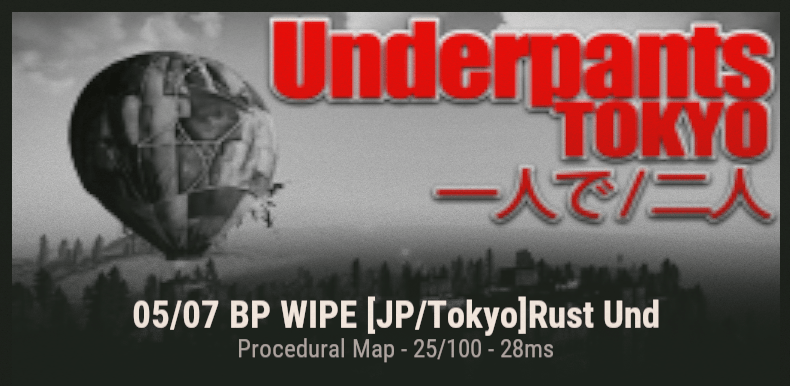 Underpants
TOKYO
一人で/二人
05/07 BP WIPE [JP/Tokyo]Rust Und
Procedural Map - 25/100 - 28ms